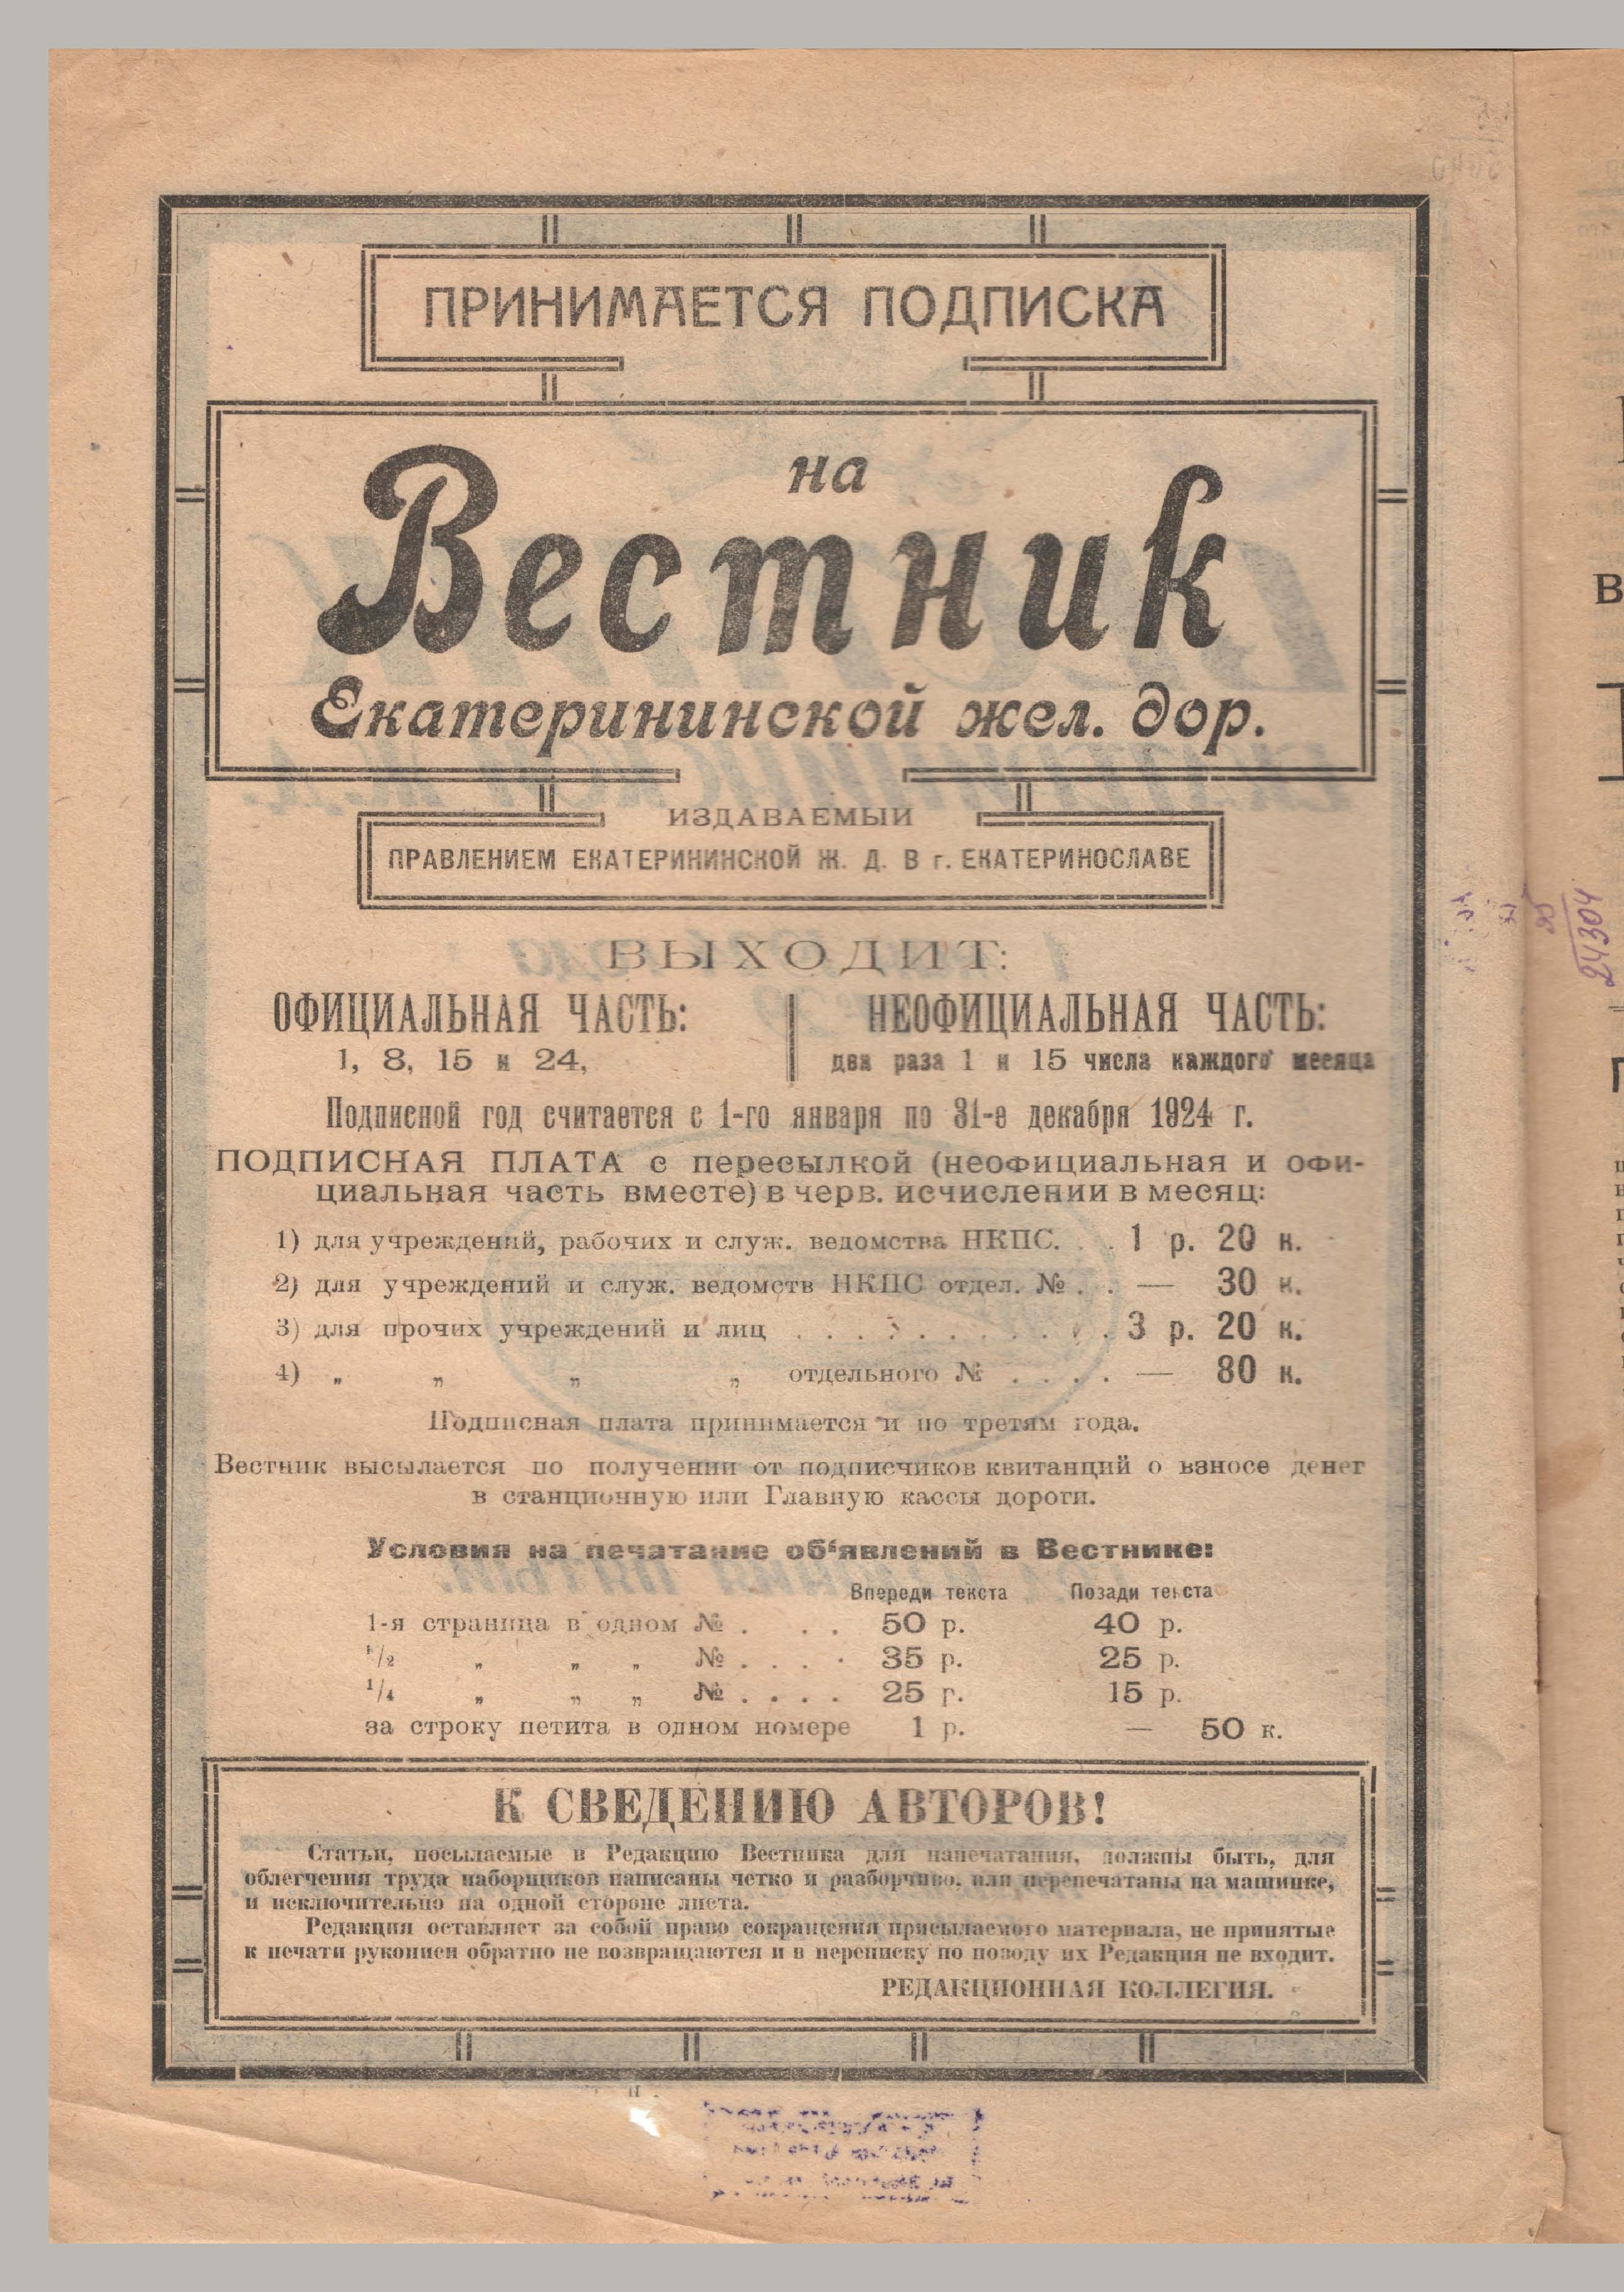 ПРИНИМАЕТСЯ ПОДПИСКА
на
Вестник
Екатерининской жел. дор.
ИЗДАВАЕМЫЙ
ПРАВЛЕНИЕМ ЕКАТЕРИНИНСКОЙ Ж. Д. В г. ЕКАТЕРИНОСЛАВЕ
ВЫХОДИТ:
ОФИЦИАЛЬНАЯ ЧАСТЬ:
1, 8, 15 и 24,
НЕОФИЦИАЛЬНАЯ ЧАСТЬ:
два раза 1 и 15 числа каждого месяца
Подписной год считается с 1-го января по 31-е декабря 1924 г.
ПОДПИСНАЯ ПЛАТА с пересылкой (неофициальная и офи-
циальная часть вместе) в черв. исчислении в месяц:
1) для учреждений, рабочих и служ. ведомства НКПС. . . 1 р. 20 к.
2) для учреждений и служ. ведомств НКПС отдел. № . . — 30 к.
3) для прочих учреждений и лиц . . . . . . . . . . . . 3 р. 20 к.
4) „ „ „ „ отдельного № . . . . — 80 к.
Подписная плата принимается и по третям года.
Вестник высылается по получении от подписчиков квитанций о взносе денег
в станционную или Главную кассы дороги.
Условия на печатание об‘явлений в Вестнике:
Впереди текста Позади текста
1-я страница в одном № . . . 50 р. 40 р.
1/2 „ „ „ № . . . . 35 р. 25 р.
1/4 „ „ „ № . . . . 25 г. 15 р.
за строку петита в одном номере 1 р. — 50 к.
К СВЕДЕНИЮ АВТОРОВ!
Статьи, посылаемые в Редакцию Вестника для напечатания, должны быть, для
облегчения труда наборщиков написаны четко и разборчиво, или перепечатаны на машинке,
и исключительно на одной стороне листа.
Редакция оставляет за собой право сокращения присылаемого материала, не принятые
к печати рукописи обратно не возвращаются и в переписку по поводу их Редакция не входит.
РЕДАКЦИОННАЯ КОЛЛЕГИЯ.
24304